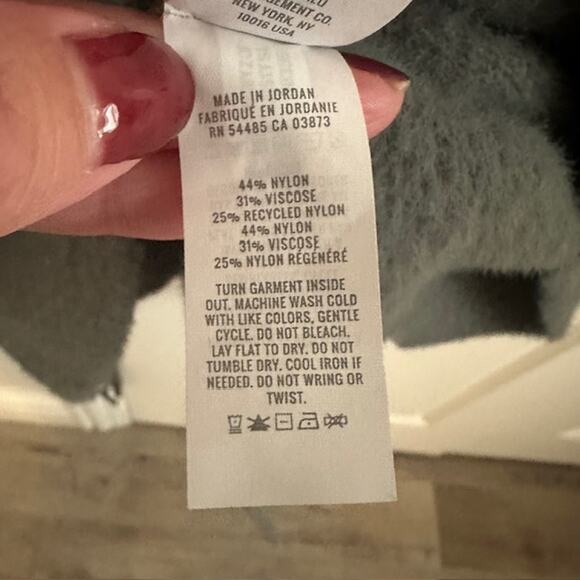 GEMENT CO.
NEW YORK, NY
10016 USA
MADE IN JORDAN
FABRIQUÉ EN JORDANIE
RN 54485 CA 03873
44% NYLON
31% VISCOSE
25% RECYCLED NYLON
44% NYLON
31% VISCOSE
25% NYLON RÉGÉNÉRÉ
TURN GARMENT INSIDE
OUT. MACHINE WASH COLD
WITH LIKE COLORS, GENTLE
CYCLE. DO NOT BLEACH.
LAY FLAT TO DRY. DO NOT
TUMBLE DRY. COOL IRON IF
NEEDED. DO NOT WRING OR
TWIST.